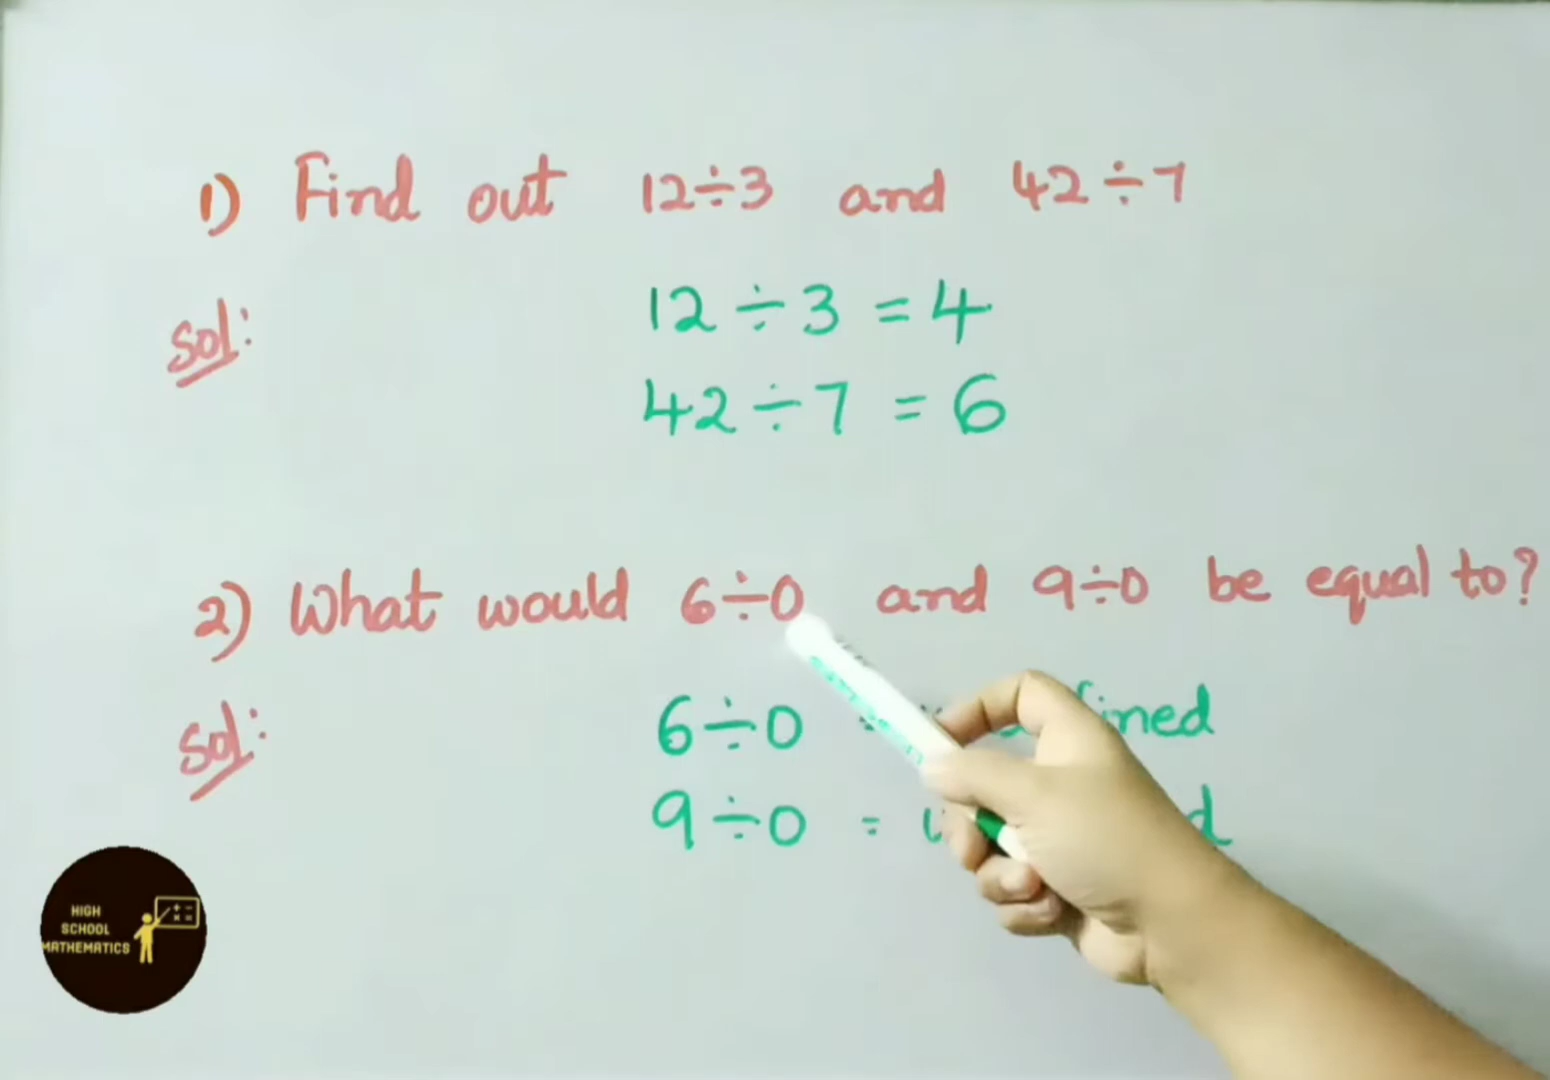 1) Find out 12÷3 and 42÷7
Sol: 12÷3 = 4
42÷7 = 6
2) What would 6÷0 and 9÷0 be equal to?
Sol: 6÷0
9÷0 =
HIGH
SCHOOL
MATHEMATICS